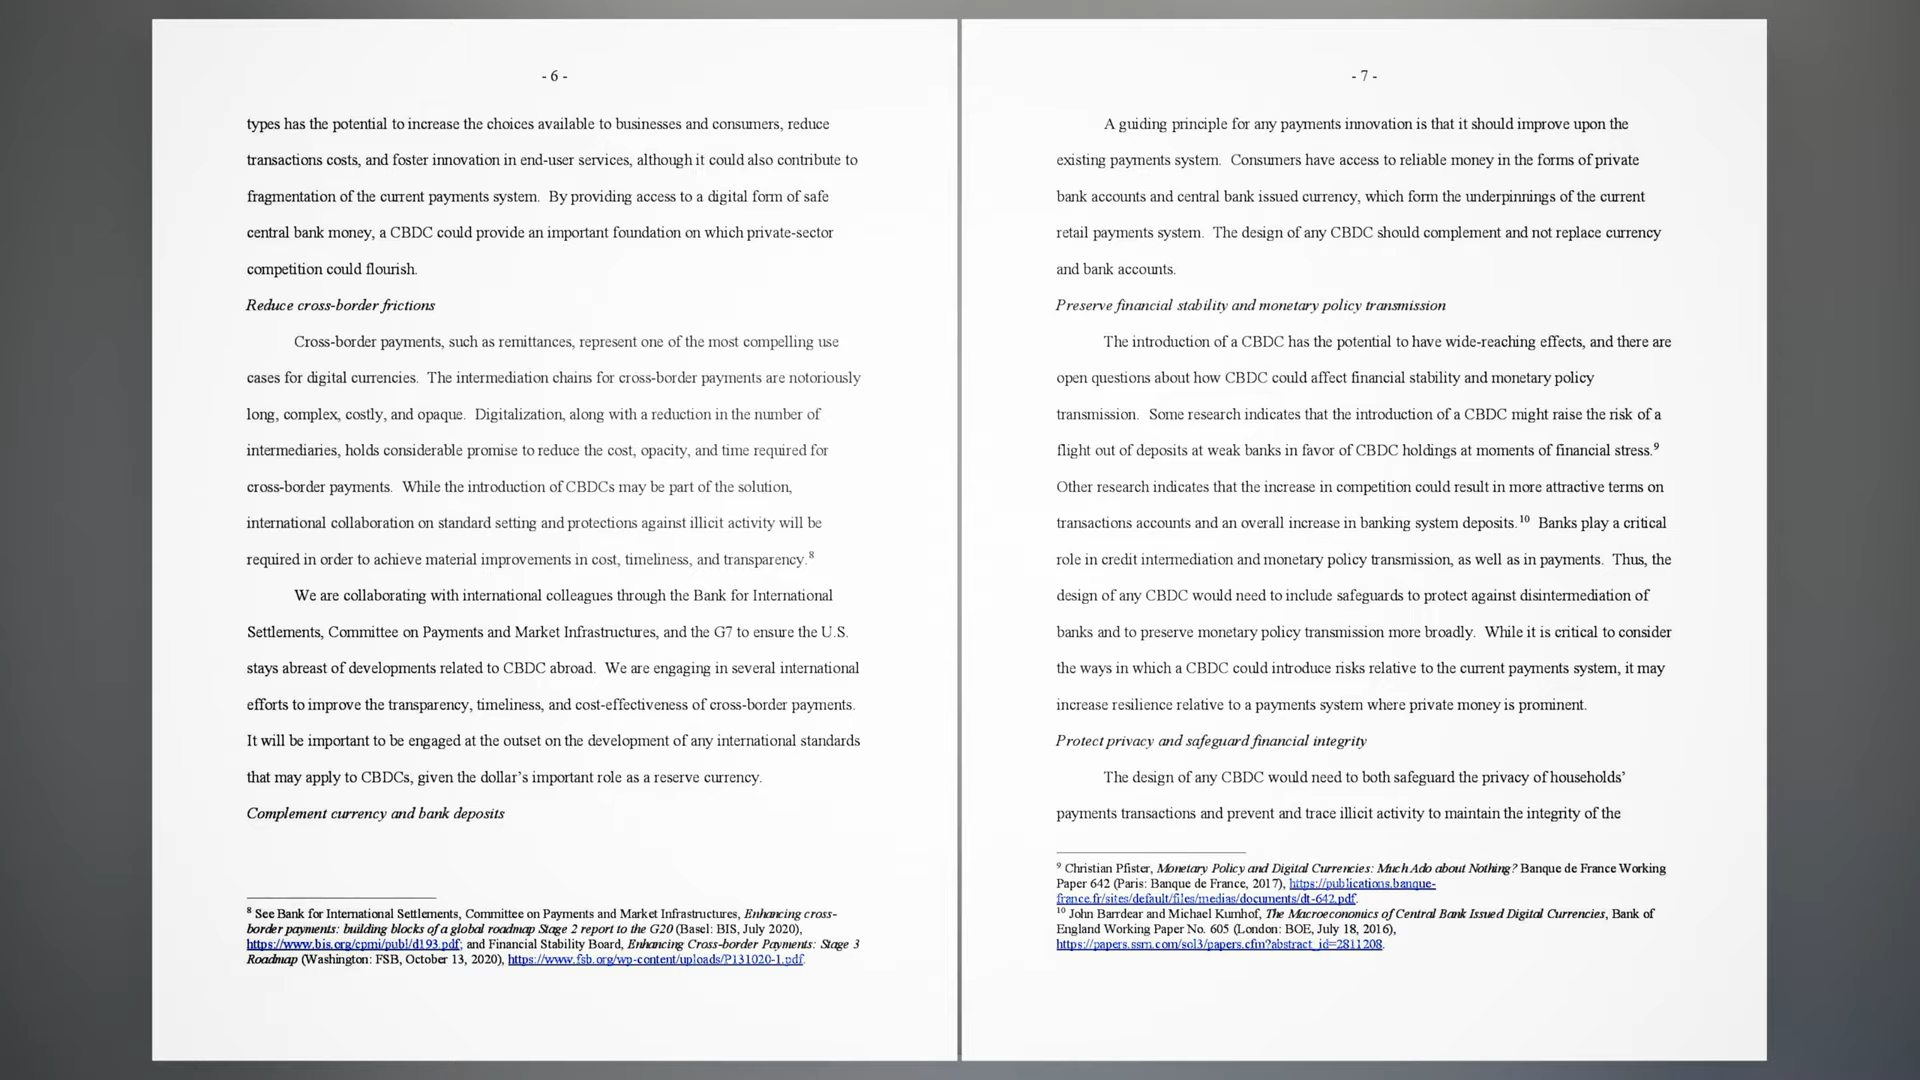 - 6 -
types has the potential to increase the choices available to businesses and consumers, reduce
transactions costs, and foster innovation in end-user services, although it could also contribute to
fragmentation of the current payments system.  By providing access to a digital form of safe
central bank money, a CBDC could provide an important foundation on which private-sector
competition could flourish.
Reduce cross-border frictions
Cross-border payments, such as remittances, represent one of the most compelling use
cases for digital currencies.  The intermediation chains for cross-border payments are notoriously
long, complex, costly, and opaque.  Digitalization, along with a reduction in the number of
intermediaries, holds considerable promise to reduce the cost, opacity, and time required for
cross-border payments.  While the introduction of CBDCs may be part of the solution,
international collaboration on standard setting and protections against illicit activity will be
required in order to achieve material improvements in cost, timeliness, and transparency.8
We are collaborating with international colleagues through the Bank for International
Settlements, Committee on Payments and Market Infrastructures, and the G7 to ensure the U.S.
stays abreast of developments related to CBDC abroad.  We are engaging in several international
efforts to improve the transparency, timeliness, and cost-effectiveness of cross-border payments.
It will be important to be engaged at the outset on the development of any international standards
that may apply to CBDCs, given the dollar’s important role as a reserve currency.
Complement currency and bank deposits
8 See Bank for International Settlements, Committee on Payments and Market Infrastructures, Enhancing cross-
border payments: building blocks of a global roadmap Stage 2 report to the G20 (Basel: BIS, July 2020),
https://www.bis.org/cpmi/publ/d193.pdf; and Financial Stability Board, Enhancing Cross-border Payments: Stage 3
Roadmap (Washington: FSB, October 13, 2020), https://www.fsb.org/wp-content/uploads/P131020-1.pdf.
- 7 -
A guiding principle for any payments innovation is that it should improve upon the
existing payments system.  Consumers have access to reliable money in the forms of private
bank accounts and central bank issued currency, which form the underpinnings of the current
retail payments system.  The design of any CBDC should complement and not replace currency
and bank accounts.
Preserve financial stability and monetary policy transmission
The introduction of a CBDC has the potential to have wide-reaching effects, and there are
open questions about how CBDC could affect financial stability and monetary policy
transmission.  Some research indicates that the introduction of a CBDC might raise the risk of a
flight out of deposits at weak banks in favor of CBDC holdings at moments of financial stress.9
Other research indicates that the increase in competition could result in more attractive terms on
transactions accounts and an overall increase in banking system deposits.10  Banks play a critical
role in credit intermediation and monetary policy transmission, as well as in payments.  Thus, the
design of any CBDC would need to include safeguards to protect against disintermediation of
banks and to preserve monetary policy transmission more broadly.  While it is critical to consider
the ways in which a CBDC could introduce risks relative to the current payments system, it may
increase resilience relative to a payments system where private money is prominent.
Protect privacy and safeguard financial integrity
The design of any CBDC would need to both safeguard the privacy of households’
payments transactions and prevent and trace illicit activity to maintain the integrity of the
9 Christian Pfister, Monetary Policy and Digital Currencies: Much Ado about Nothing? Banque de France Working
Paper 642 (Paris: Banque de France, 2017), https://publications.banque-
france.fr/sites/default/files/medias/documents/dt-642.pdf.
10 John Barrdear and Michael Kumhof, The Macroeconomics of Central Bank Issued Digital Currencies, Bank of
England Working Paper No. 605 (London: BOE, July 18, 2016),
https://papers.ssrn.com/sol3/papers.cfm?abstract_id=2811208.